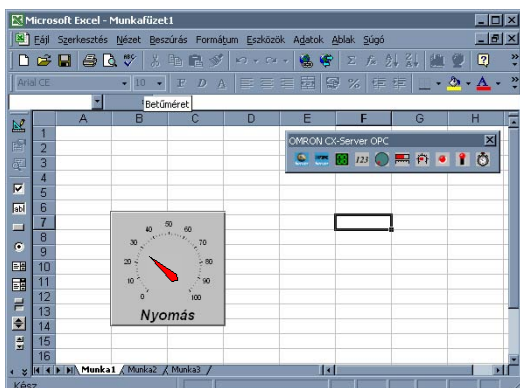 Microsoft Excel - Munkafüzet1
Fájl Szerkesztés Nézet Beszúrás Formátum Eszközök Adatok Ablak Súgó
Arial CE 10 F D A
Betűméret
A B C D E F G H
OMRON CX-Server OPC
123
1
2
3
4
5
6
7
8
9
10
11
12
13
14
15
16
abl
50
40 60
30 70
20 80
10 90
0 100
Nyomás
Munka1 Munka2 Munka3
Kész